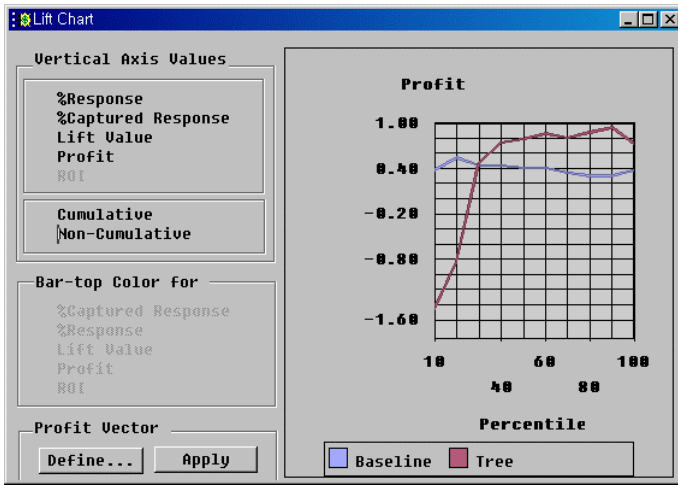 Lift Chart
Vertical Axis Values
%Response
%Captured Response
Lift Value
Profit
ROI
Cumulative
Non-Cumulative
Bar-top Color for
%Captured Response
%Response
Lift Value
Profit
ROI
Profit Vector
Define...
Apply
Profit
1.00
0.40
-0.20
-0.80
-1.60
10 60 100
40 80
Percentile
Baseline Tree